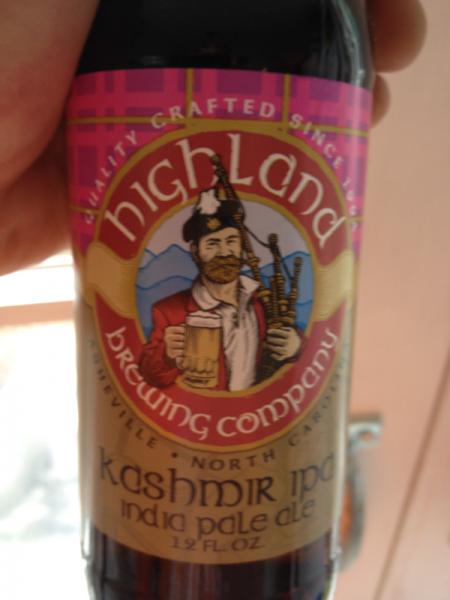 QUALITY CRAFTED SINCE
highland
brewing company
ASHEVILLE • NORTH CAROLINA
kashmir ipa
india pale ale
12 FL. OZ.